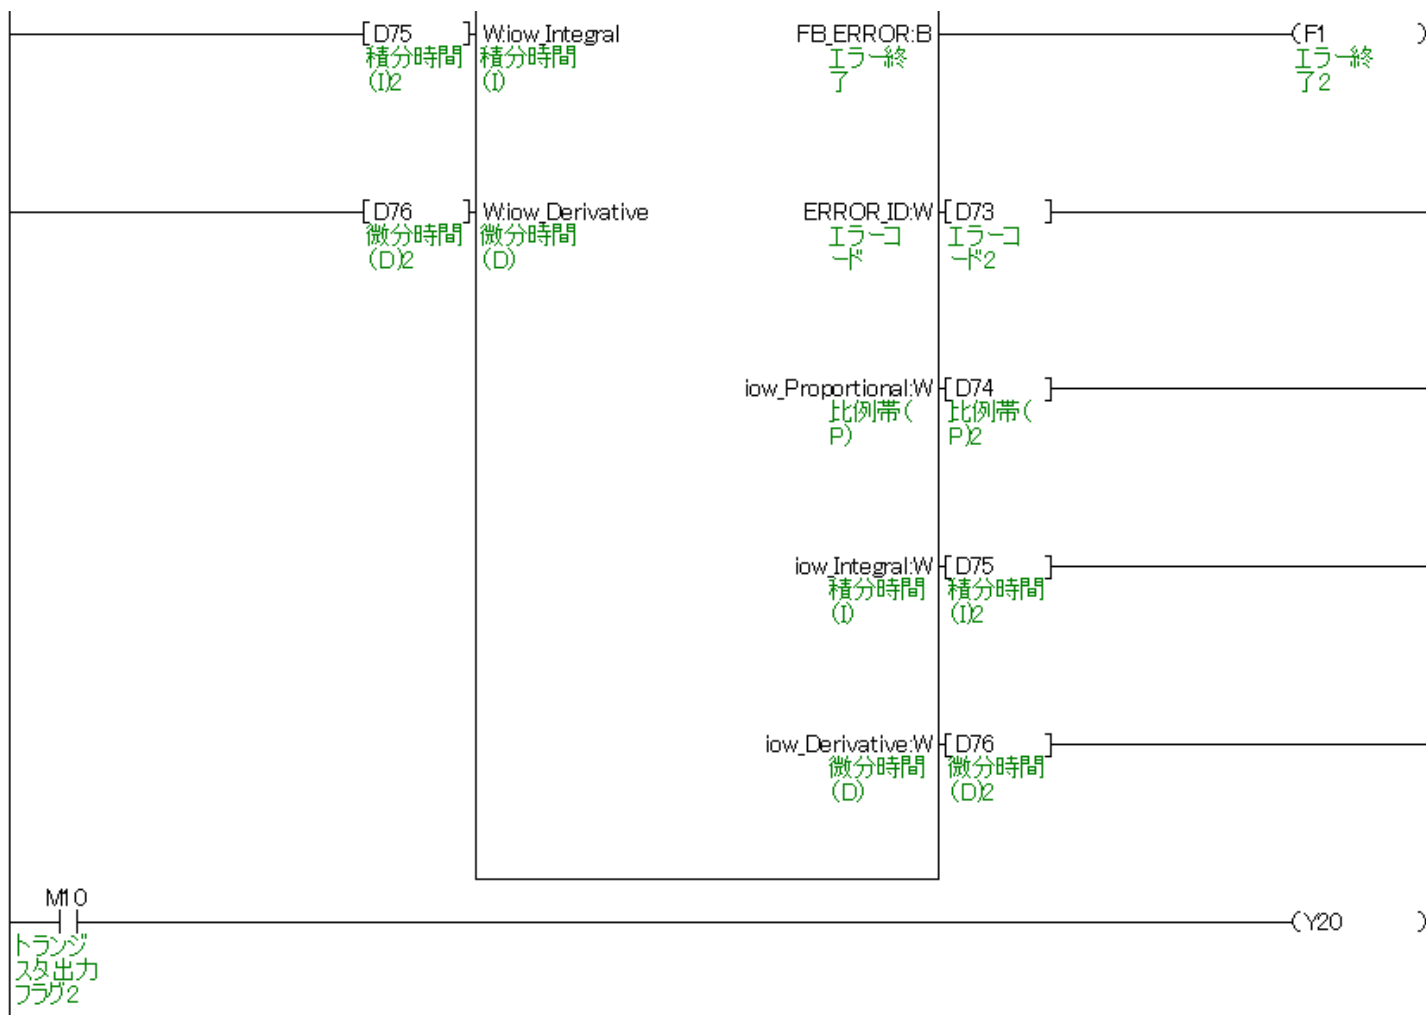 [D75 ] W:iow_Integral FB_ERROR:B (F1 )
積分時間 積分時間 エラー終 エラー終
(I)2 (I) 了 了2
[D76 ] W:iow_Derivative ERROR_ID:W [D73 ]
微分時間 微分時間 エラーコ エラーコ
(D)2 (D) ード ード2
iow_Proportional:W [D74 ]
比例帯( 比例帯(
P) P)2
iow_Integral:W [D75 ]
積分時間 積分時間
(I) (I)2
iow_Derivative:W [D76 ]
微分時間 微分時間
(D) (D)2
M10
(Y20 )
トランジ
スタ出力
フラグ2